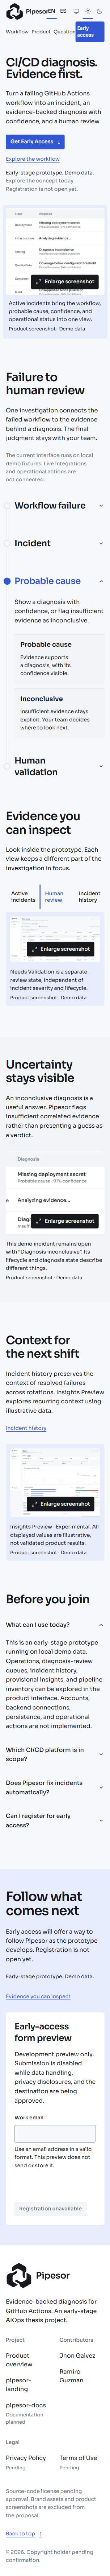 Pipesor EN ES
Workflow Product Questions Early access
CI/CD diagnosis.
Evidence first.
Turn a failing GitHub Actions
workflow into an incident, an
evidence-backed diagnosis with
confidence, and a human review.
Get Early Access ↓
Explore the workflow
Early-stage prototype. Demo data.
Explore the concept today.
Registration is not open yet.
Enlarge screenshot
Active incidents bring the workflow,
probable cause, confidence, and
operational status into one view.
Product screenshot · Demo data
Failure to
human review
One investigation connects the
failed workflow to the evidence
behind a diagnosis. The final
judgment stays with your team.
The current interface runs on local
demo fixtures. Live integrations
and operational actions are
not connected.
Workflow failure
Incident
Probable cause
Show a diagnosis with
confidence, or flag insufficient
evidence as inconclusive.
Probable cause
Evidence supports
a diagnosis, with its
confidence visible.
Inconclusive
Insufficient evidence stays
explicit. Your team decides
where to look next.
Human
validation
Evidence you
can inspect
Look inside the prototype. Each
view keeps a different part of the
investigation in focus.
Active incidents
Human review
Incident history
Enlarge screenshot
Needs Validation is a separate
review state, independent of
incident severity and lifecycle.
Product screenshot · Demo data
Uncertainty
stays visible
An inconclusive diagnosis is a
useful answer. Pipesor flags
insufficient correlated evidence
rather than presenting a guess as
a verdict.
Diagnosis
Missing deployment secret
Probable cause · 91% confidence
Analyzing evidence...
Enlarge screenshot
This demo incident remains open
with "Diagnosis inconclusive". Its
lifecycle and diagnosis state describe
different things.
Product screenshot · Demo data
Context for
the next shift
Incident history preserves the
context of resolved failures
across organizations. Insights Preview
explores recurring context using
illustrative data.
Incident history
Enlarge screenshot
Insights Preview · Experimental. All
displayed values are illustrative,
not validated product results.
Product screenshot · Demo data
Before you join
What can I use today?
This is an early-stage prototype
running on local demo data.
Operations, diagnosis-review
queues, incident history,
provisional insights, and pipeline
inventory can be explored in the
prototype. Accounts, backend
connections, persistence, and
operational actions
are not implemented.
Which CI/CD platform is in
scope?
Does Pipesor fix incidents
automatically?
Can I register for early
access?
Follow what
comes next
Early access will offer a way to
follow Pipesor as the prototype
develops. Registration is not
open yet.
Early-stage prototype. Demo data.
Evidence you can inspect
Early-access
form preview
Development preview only.
Submission is disabled
while data handling,
privacy disclosures, and the
destination are being
approved.
Work email
Use an email address in a valid
format. This preview does not
send or store it.
Registration unavailable
Pipesor
Evidence-backed diagnosis for
GitHub Actions. An early-stage
AIOps thesis project.
Project
Contributors
Product overview
Jhon Galvez
pipesor-landing
Ramiro Guzman
pipesor-docs
Documentation planned
Legal
Privacy Policy
Pending
Terms of Use
Pending
Source-code license pending
approval. Brand assets and product
screenshots are excluded from
the proposal.
Back to top ↑
© 2026, Copyright holder pending
confirmation.